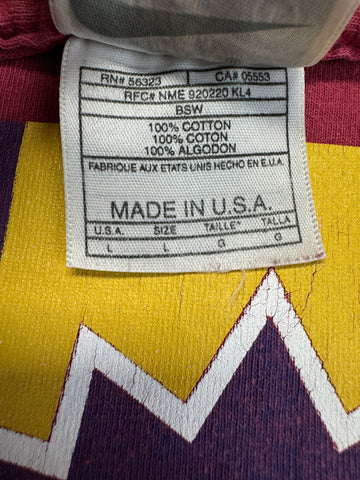 RN# 56323 CA# 05553
RFC# NME 920220 KL4
BSW
100% COTTON
100% COTON
100% ALGODON
FABRIQUE AUX ETATS UNIS HECHO EN E.U.A.
MADE IN U.S.A.
U.S.A. SIZE TAILLE" TALLA
L L G G